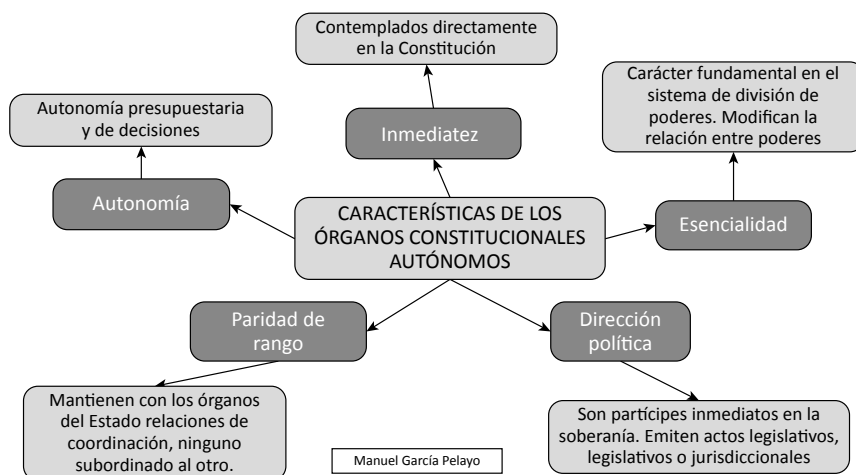 Contemplados directamente
en la Constitución
Carácter fundamental en el
sistema de división de
poderes. Modifican la
relación entre poderes
Autonomía presupuestaria
y de decisiones
Inmediatez
Autonomía
CARACTERÍSTICAS DE LOS
ÓRGANOS CONSTITUCIONALES
AUTÓNOMOS
Esencialidad
Paridad de
rango
Dirección
política
Mantienen con los órganos
del Estado relaciones de
coordinación, ninguno
subordinado al otro.
Son partícipes inmediatos en la
soberanía. Emiten actos legislativos,
legislativos o jurisdiccionales
Manuel García Pelayo